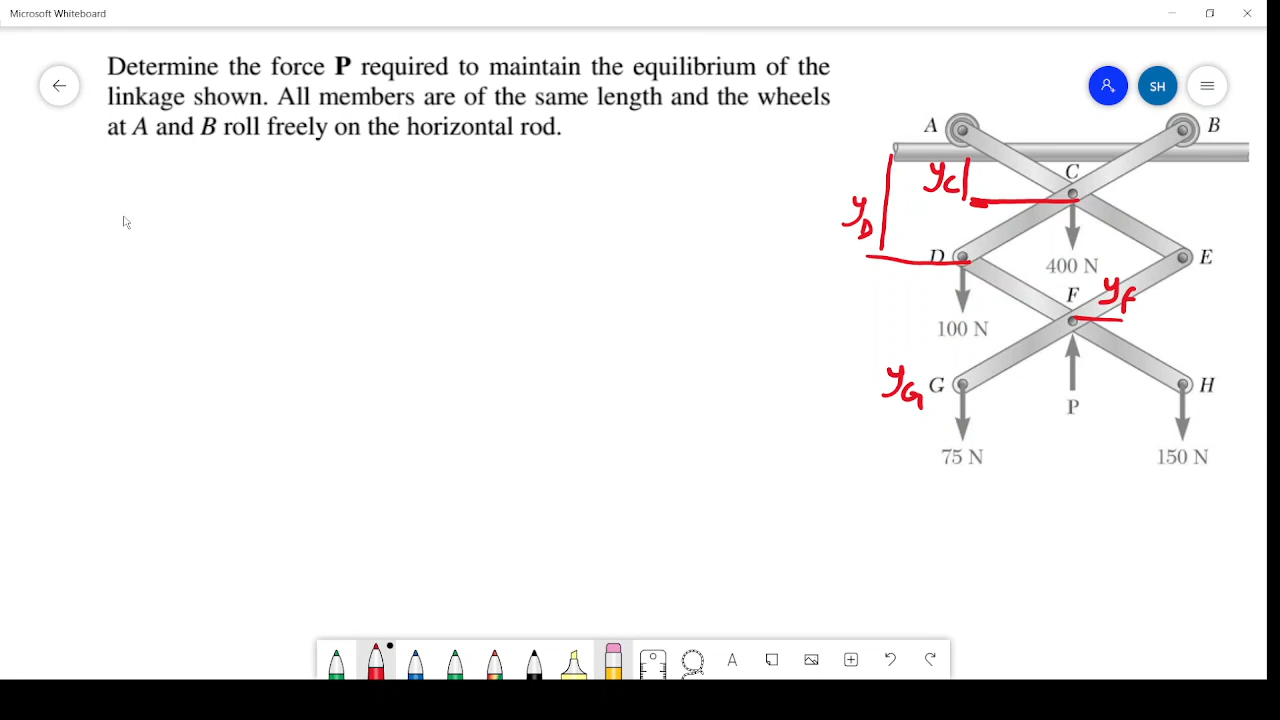 Microsoft Whiteboard
Determine the force P required to maintain the equilibrium of the
linkage shown. All members are of the same length and the wheels
at A and B roll freely on the horizontal rod.
SH
A
B
yC
C
yD
D
400 N
E
F
yF
100 N
yG
G
P
H
75 N
150 N
A